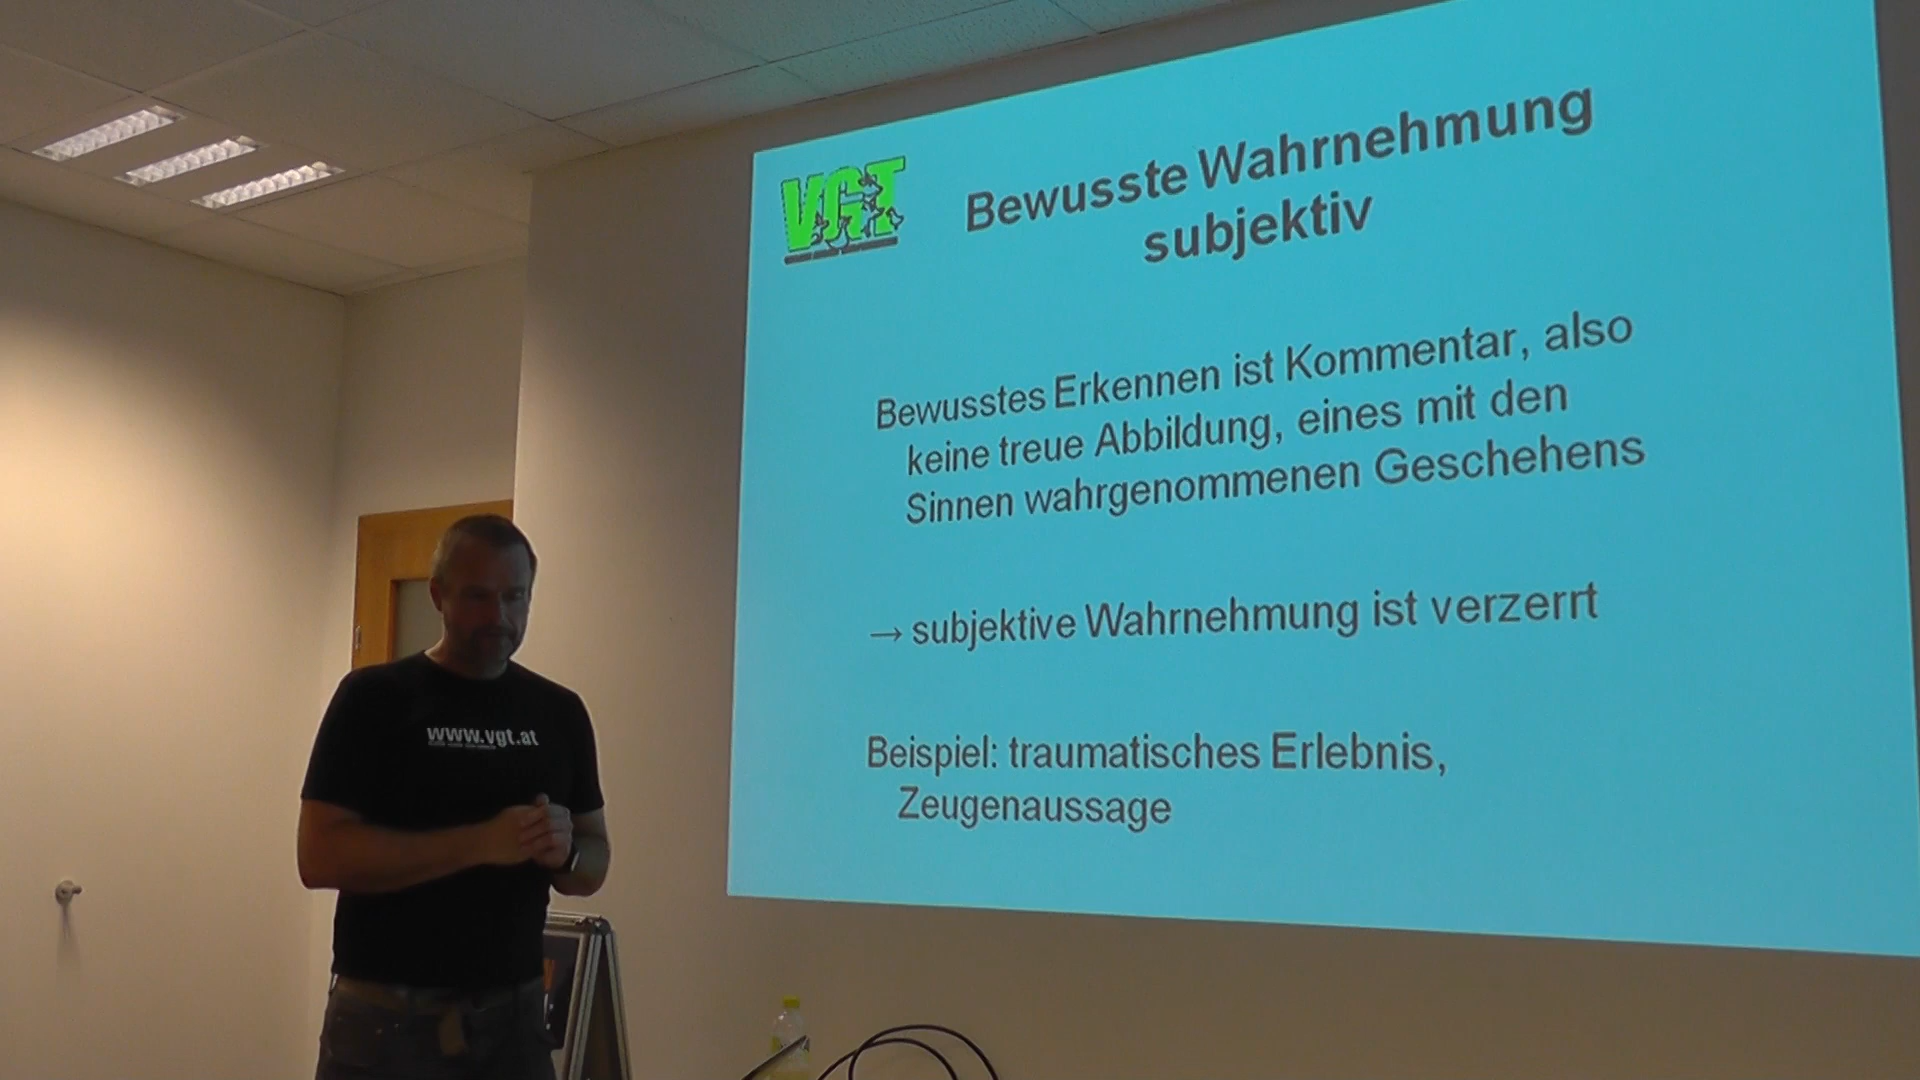 VGT
Bewusste Wahrnehmung
subjektiv
Bewusstes Erkennen ist Kommentar, also
keine treue Abbildung, eines mit den
Sinnen wahrgenommenen Geschehens
→ subjektive Wahrnehmung ist verzerrt
Beispiel: traumatisches Erlebnis,
Zeugenaussage
www.vgt.at